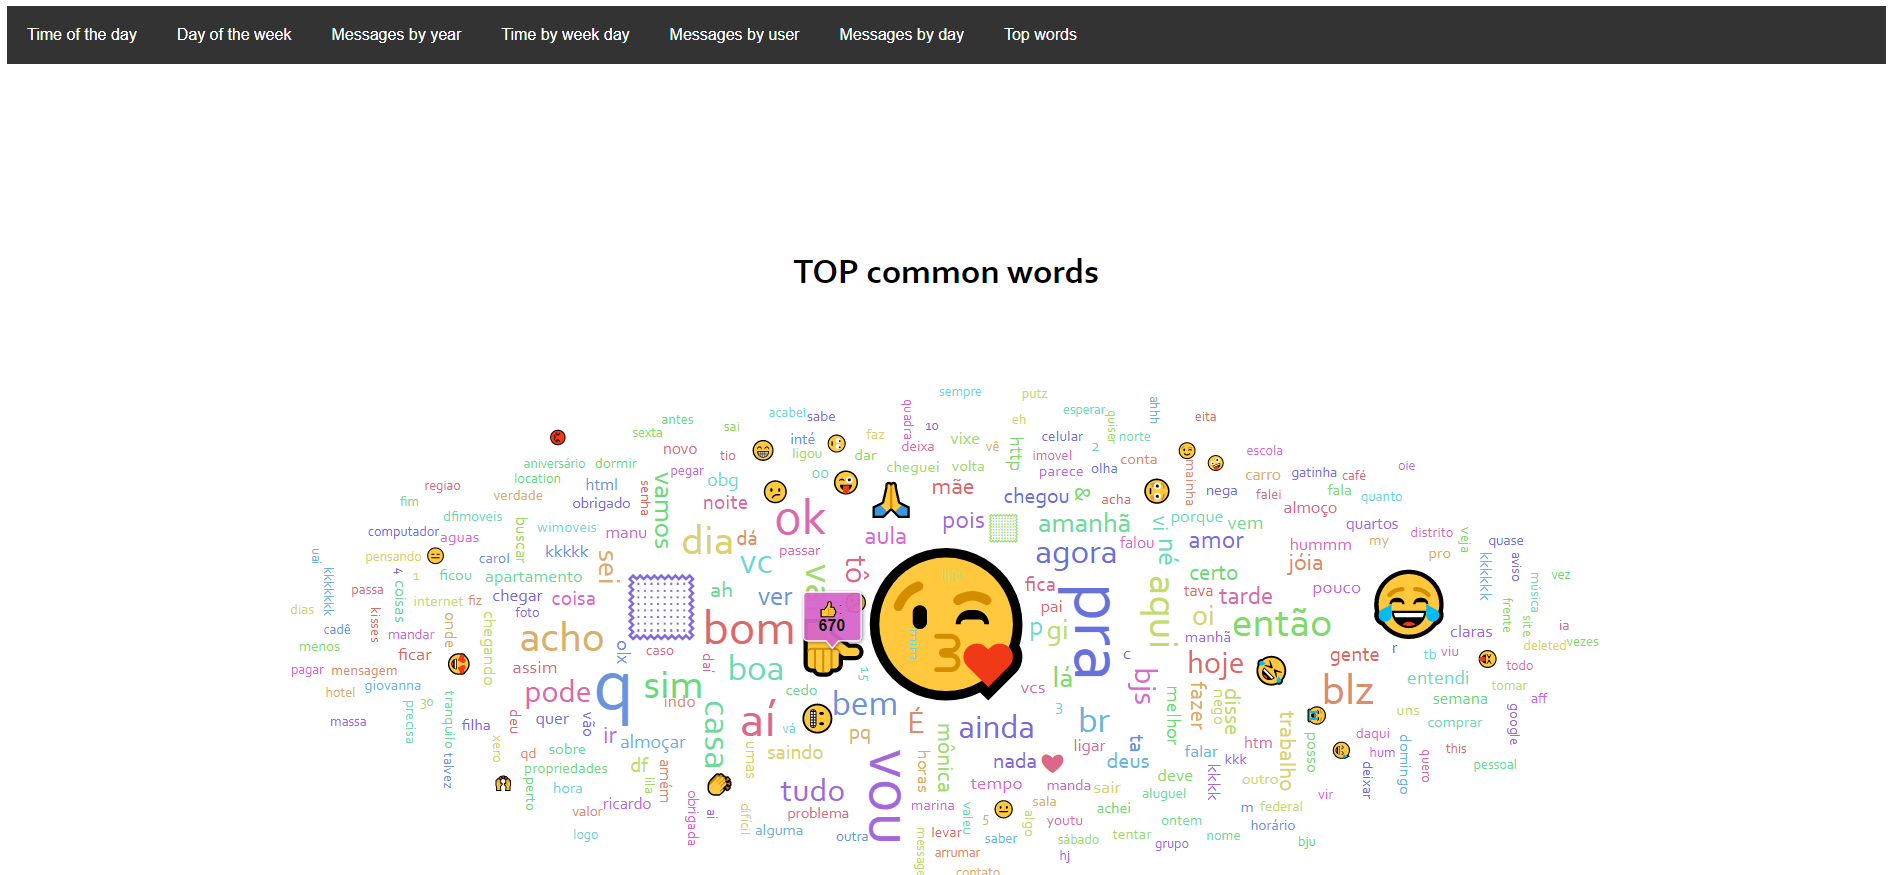 Time of the day Day of the week Messages by year Time by week day Messages by user Messages by day Top words
TOP common words
sempre putz
acabei sabe quadra esperar ahhh
antes sai faz 10 eh quiser eita
sexta inté deixa vixe vê http celular 2 norte
novo tio ligou dar imovel conta escola
aniversário dormir pegar oo cheguei volta parece olha mainha carro gatinha café oie
location html senha vamos obg mãe chegou & acha nega falei fala quanto
regiao verdade obrigado noite almoço
fim dfimoveis buscar wimoveis manu ok pois amanhã vi porque vem quartos distrito veja
computador aguas dia dá aula falou né amor hummm my quase
uai pensando carol kkkkk sei passar vc tô agora jóia pro kkkkkk aviso
kkkkkkk 4 1 ficou apartamento ah fica certo pouco música vez
passa coisas internet fiz chegar coisa ver pai pra aqui tava tarde frente site
dias kisses foto 👍: 670 oi então ia
cadê mandar onde chegando acho bom mim p gi manhã claras deleted vezes
menos ficar olx caso daí boa c hoje gente r tb viu todo
pagar mensagem assim 15 lá entendi tomar
hotel giovanna pode q sim cedo vcs bjs blz semana aff
massa precisa 30 tranquilo filha deu quer vão indo aí vá bem É 3 br melhor fazer nego disse uns comprar google
ir almoçar casa pq ainda ligar trabalho daqui
xero qd sobre umas saindo mônica ta falar htm posso hum domingo this
talvez propriedades df horas nada deus kkk pessoal
perto hora lila amém tudo vou tempo manda sair deve kkkk outro deixar quero
valor ricardo obrigada ai difícil problema marina valeu sala achei aluguel m federal vir
logo alguma outra message levar 5 algo youtu ontem horário
arrumar saber sábado tentar grupo nome bju
contato hj